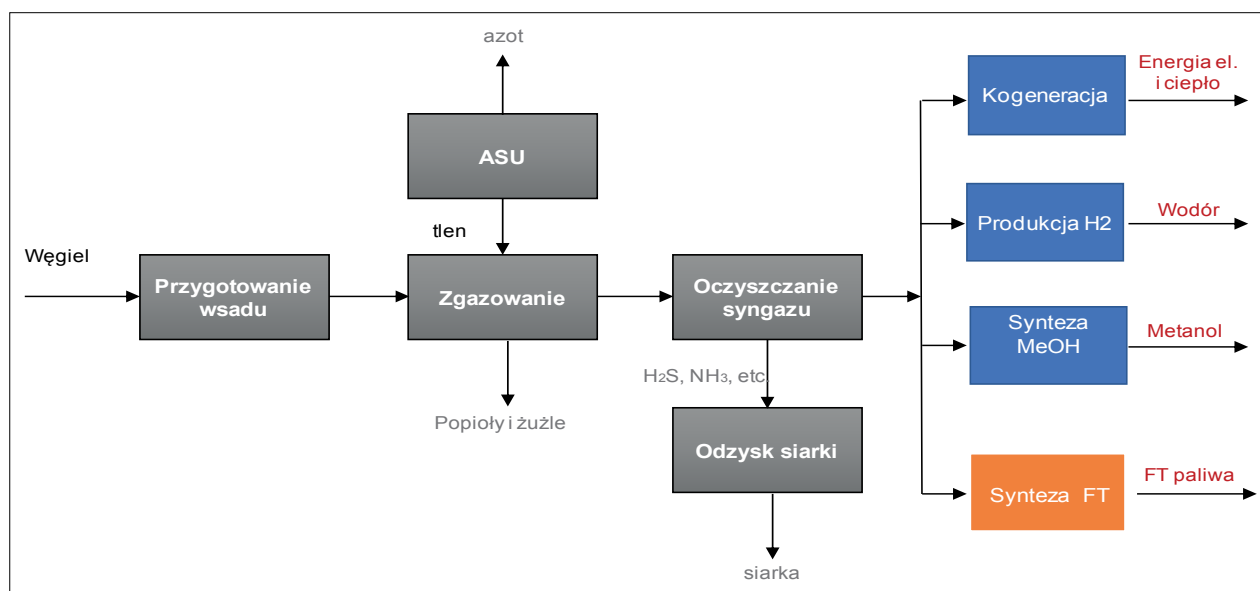 azot
ASU
tlen
Węgiel
Przygotowanie
wsadu
Zgazowanie
Popioły i żużle
Oczyszczanie
syngazu
H2S, NH3, etc.
Odzysk siarki
siarka
Kogeneracja
Energia el.
i ciepło
Produkcja H2
Wodór
Synteza
MeOH
Metanol
Synteza FT
FT paliwa